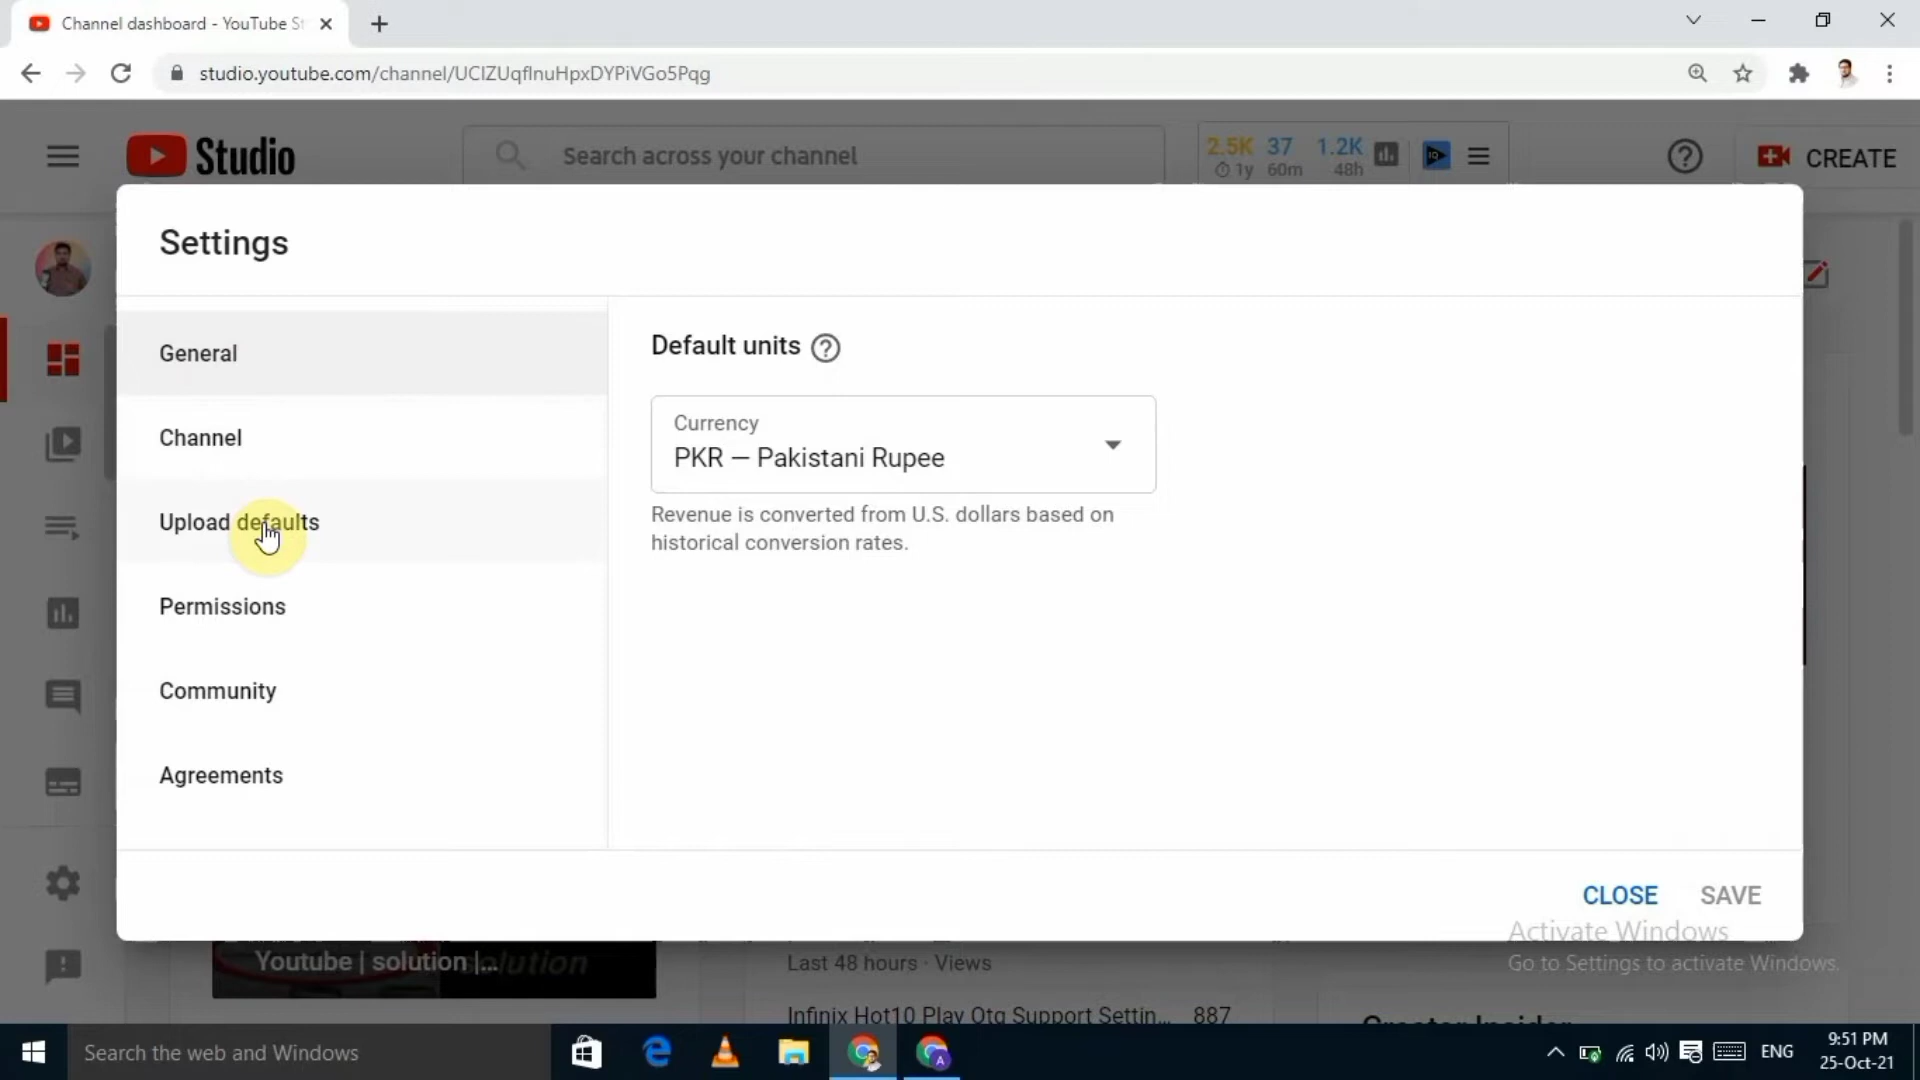 Channel dashboard - YouTube St
studio.youtube.com/channel/UCIZUqflnuHpxDYPiVGo5Pqg
Studio
Search across your channel
2.5K 37 1.2K
1y 60m 48h
CREATE
Settings
General
Channel
Upload defaults
Permissions
Community
Agreements
Default units
Currency
PKR — Pakistani Rupee
Revenue is converted from U.S. dollars based on
historical conversion rates.
CLOSE SAVE
Activate Windows
Go to Settings to activate Windows.
Youtube | solution |...
Last 48 hours · Views
Infinix Hot10 Play Otg Support Settin... 887
Creator Insider
Search the web and Windows
ENG
9:51 PM
25-Oct-21